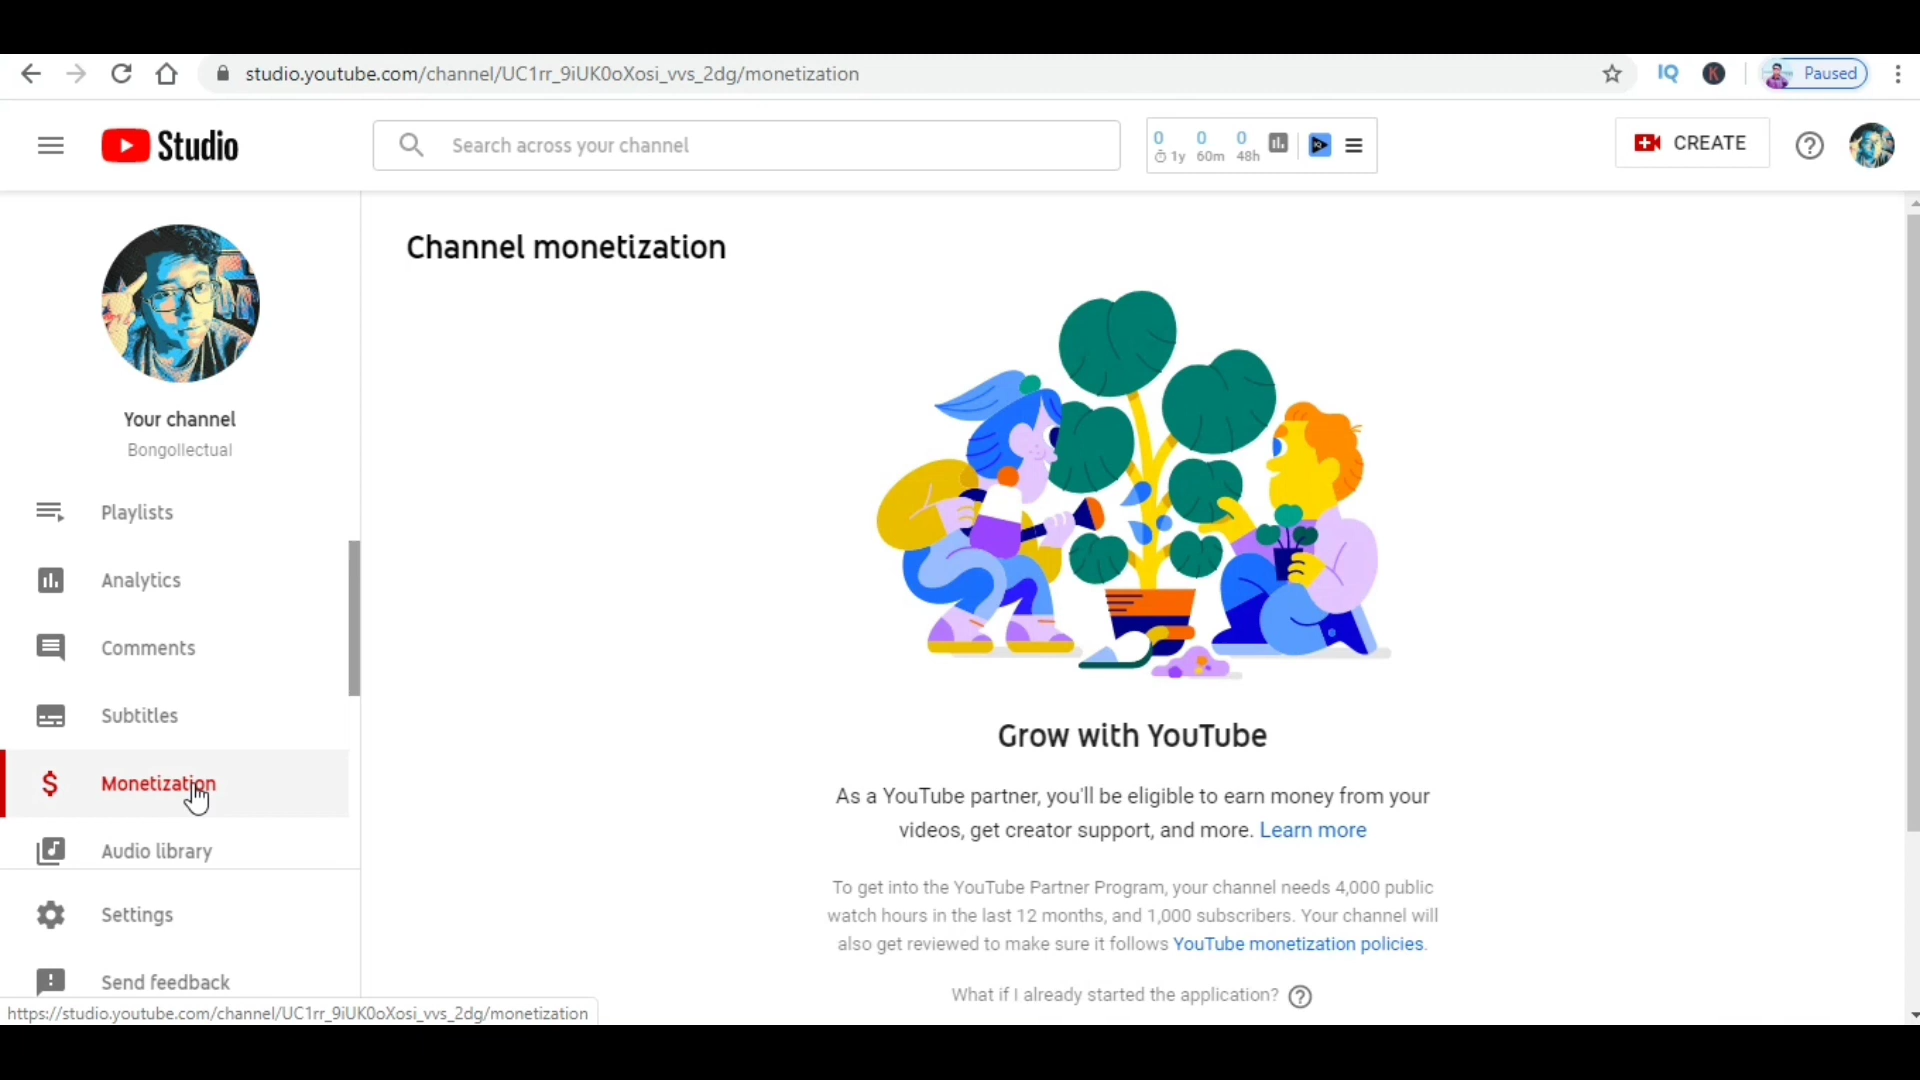 studio.youtube.com/channel/UC1rr_9iUK0oXosi_vvs_2dg/monetization
IQ
K
Paused
Studio
Search across your channel
0 0 0
1y 60m 48h
CREATE
Your channel
Bongollectual
Playlists
Analytics
Comments
Subtitles
Monetization
Audio library
Settings
Send feedback
https://studio.youtube.com/channel/UC1rr_9iUK0oXosi_vvs_2dg/monetization
Channel monetization
Grow with YouTube
As a YouTube partner, you'll be eligible to earn money from your
videos, get creator support, and more. Learn more
To get into the YouTube Partner Program, your channel needs 4,000 public
watch hours in the last 12 months, and 1,000 subscribers. Your channel will
also get reviewed to make sure it follows YouTube monetization policies.
What if I already started the application?